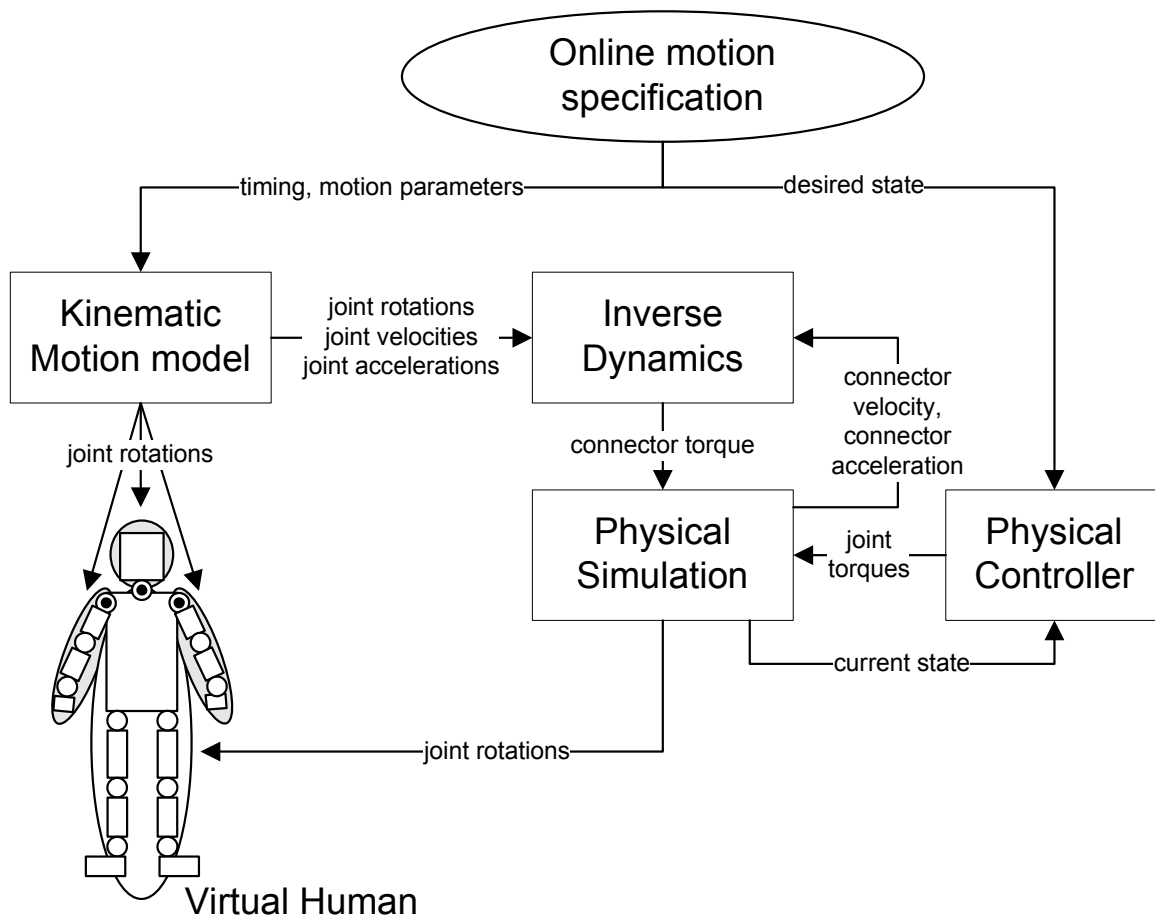 Online motion
specification
timing, motion parameters
desired state
Kinematic
Motion model
joint rotations
joint velocities
joint accelerations
Inverse
Dynamics
connector
velocity,
connector
acceleration
joint rotations
connector torque
Physical
Simulation
joint
torques
Physical
Controller
current state
joint rotations
Virtual Human